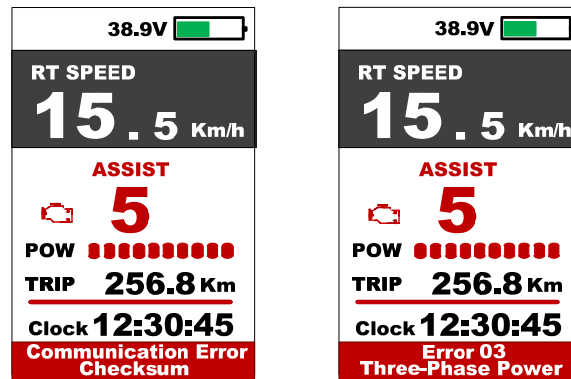 38.9V
RT SPEED
15.5 Km/h
ASSIST
5
POW
TRIP 256.8 Km
Clock 12:30:45
Communication Error
Checksum
38.9V
RT SPEED
15.5 Km/h
ASSIST
5
POW
TRIP 256.8 Km
Clock 12:30:45
Error 03
Three-Phase Power